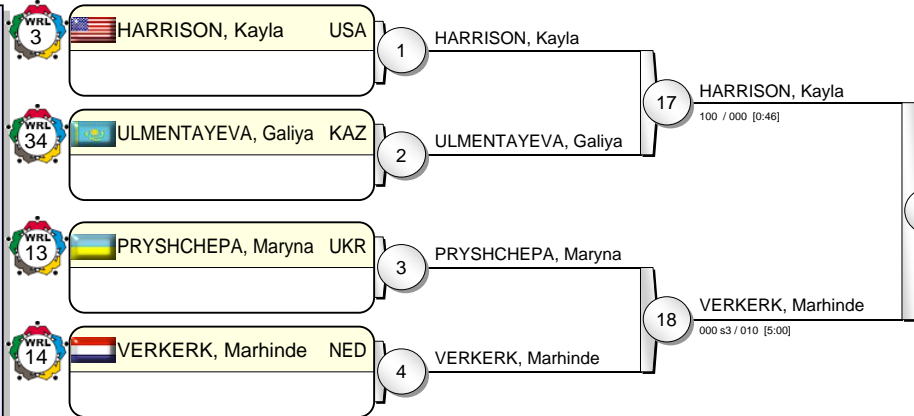 WRL
3
HARRISON, Kayla USA
1
HARRISON, Kayla
17
HARRISON, Kayla
100 / 000 [0:46]
WRL
34
ULMENTAYEVA, Galiya KAZ
2
ULMENTAYEVA, Galiya
WRL
13
PRYSHCHEPA, Maryna UKR
3
PRYSHCHEPA, Maryna
18
VERKERK, Marhinde
000 s3 / 010 [5:00]
WRL
14
VERKERK, Marhinde NED
4
VERKERK, Marhinde